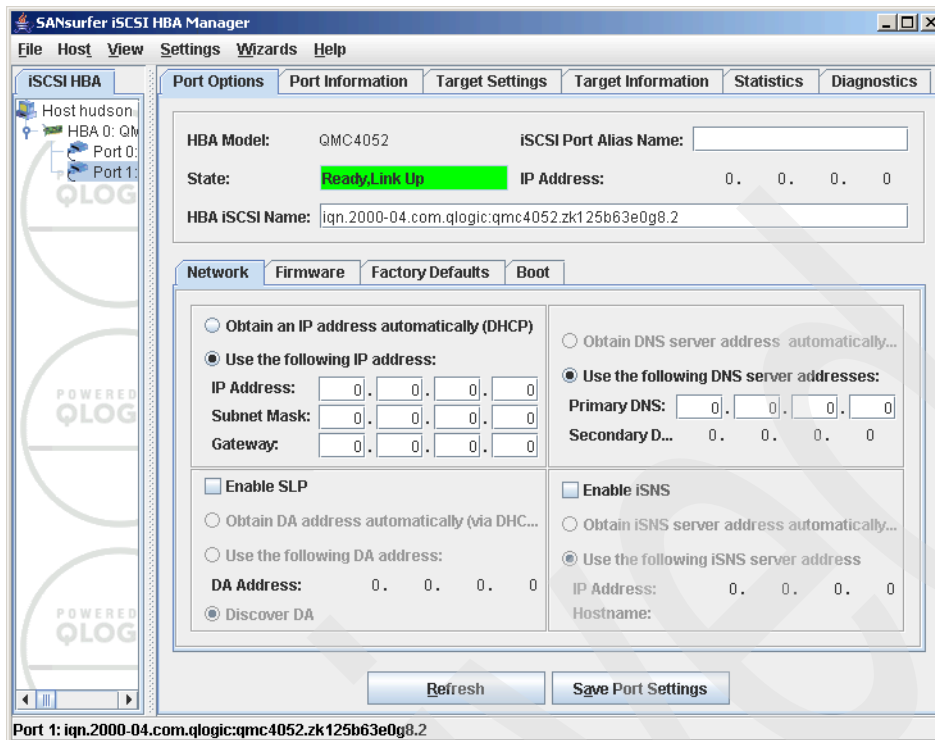 SANsurfer iSCSI HBA Manager
File Host View Settings Wizards Help
iSCSI HBA
Port Options Port Information Target Settings Target Information Statistics Diagnostics
Host hudson
HBA 0: QM
Port 0:
Port 1:
QLOG
HBA Model: QMC4052 iSCSI Port Alias Name:
State: Ready,Link Up IP Address: 0. 0. 0. 0
HBA iSCSI Name: iqn.2000-04.com.qlogic:qmc4052.zk125b63e0g8.2
Network Firmware Factory Defaults Boot
Obtain an IP address automatically (DHCP)
Use the following IP address:
IP Address: 0. 0. 0. 0
Subnet Mask: 0. 0. 0. 0
Gateway: 0. 0. 0. 0
Obtain DNS server address automatically...
Use the following DNS server addresses:
Primary DNS: 0. 0. 0. 0
Secondary D... 0. 0. 0. 0
POWERED
QLOG
Enable SLP
Obtain DA address automatically (via DHC...
Use the following DA address:
DA Address: 0. 0. 0. 0
Discover DA
Enable iSNS
Obtain iSNS server address automatically...
Use the following iSNS server address
IP Address: 0. 0. 0. 0
Hostname:
POWERED
QLOG
Refresh Save Port Settings
Port 1: iqn.2000-04.com.qlogic:qmc4052.zk125b63e0g8.2